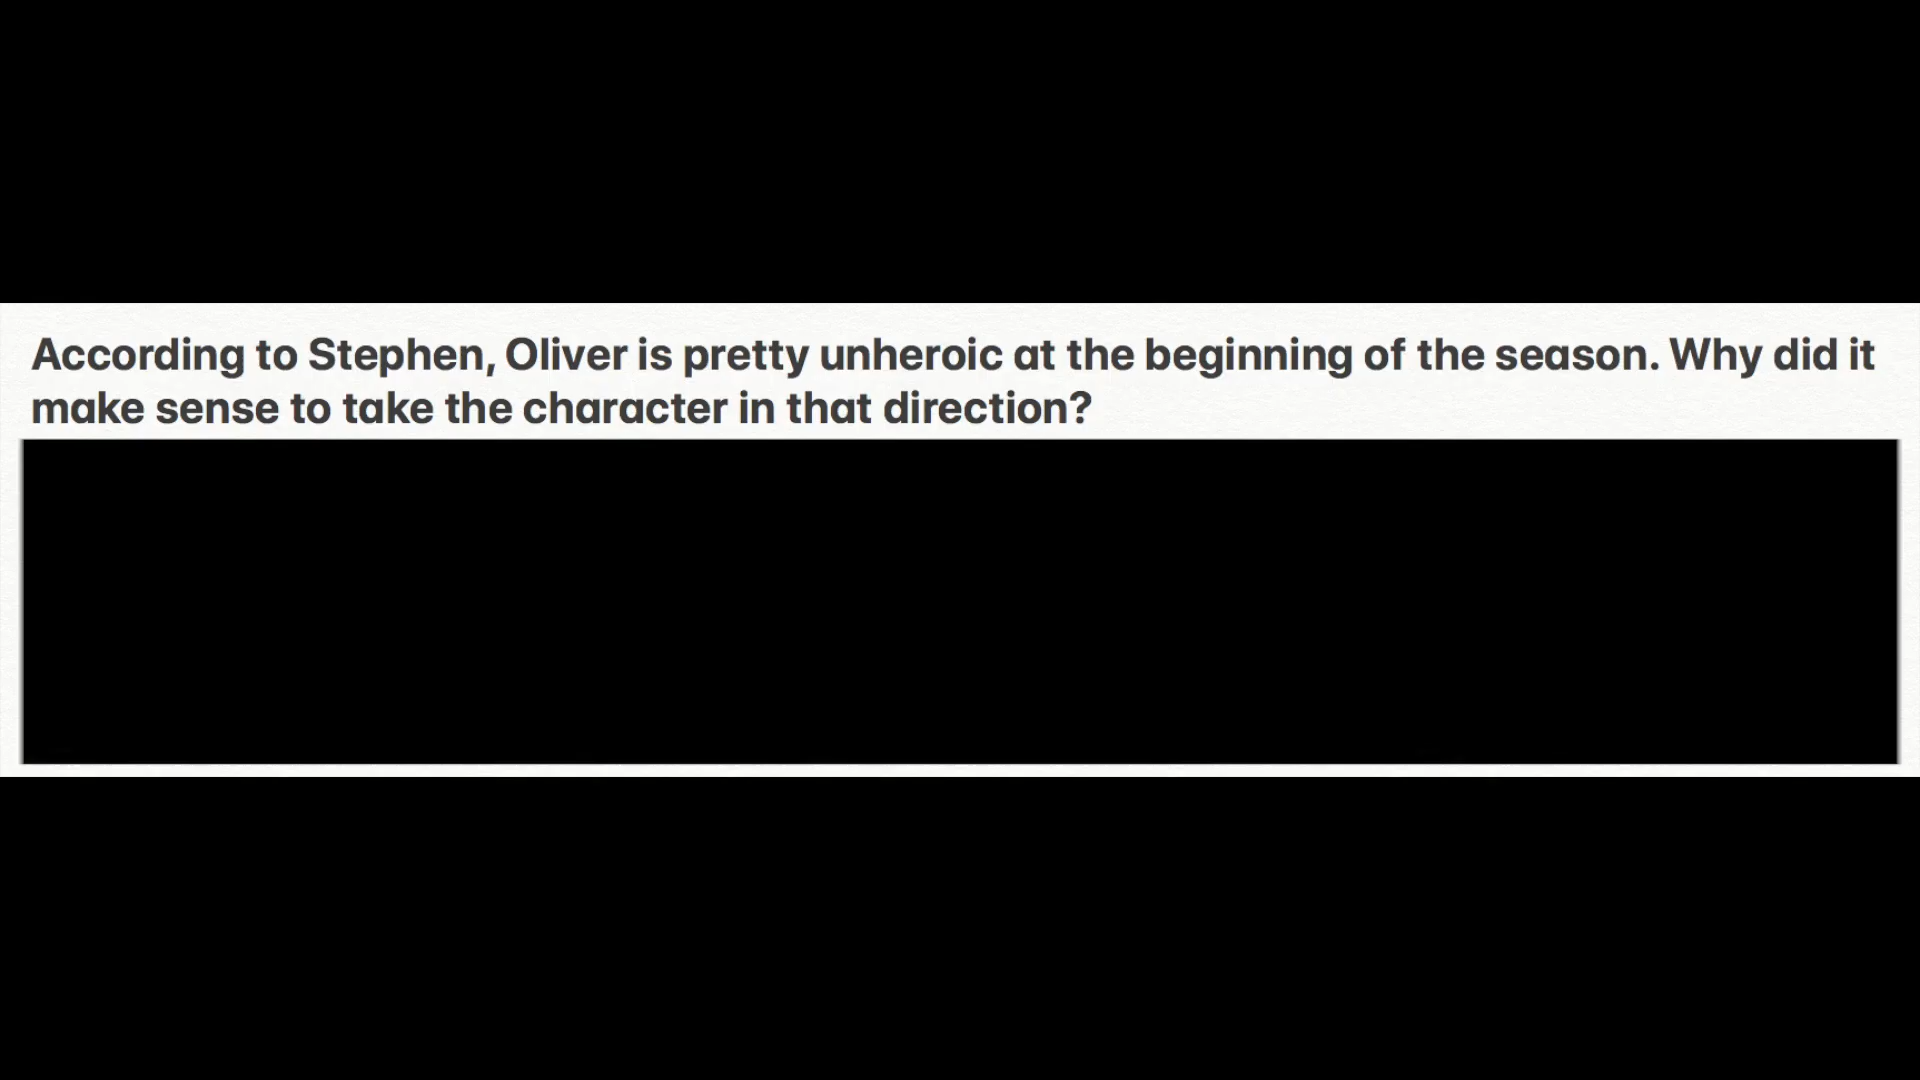 According to Stephen, Oliver is pretty unheroic at the beginning of the season. Why did it
make sense to take the character in that direction?